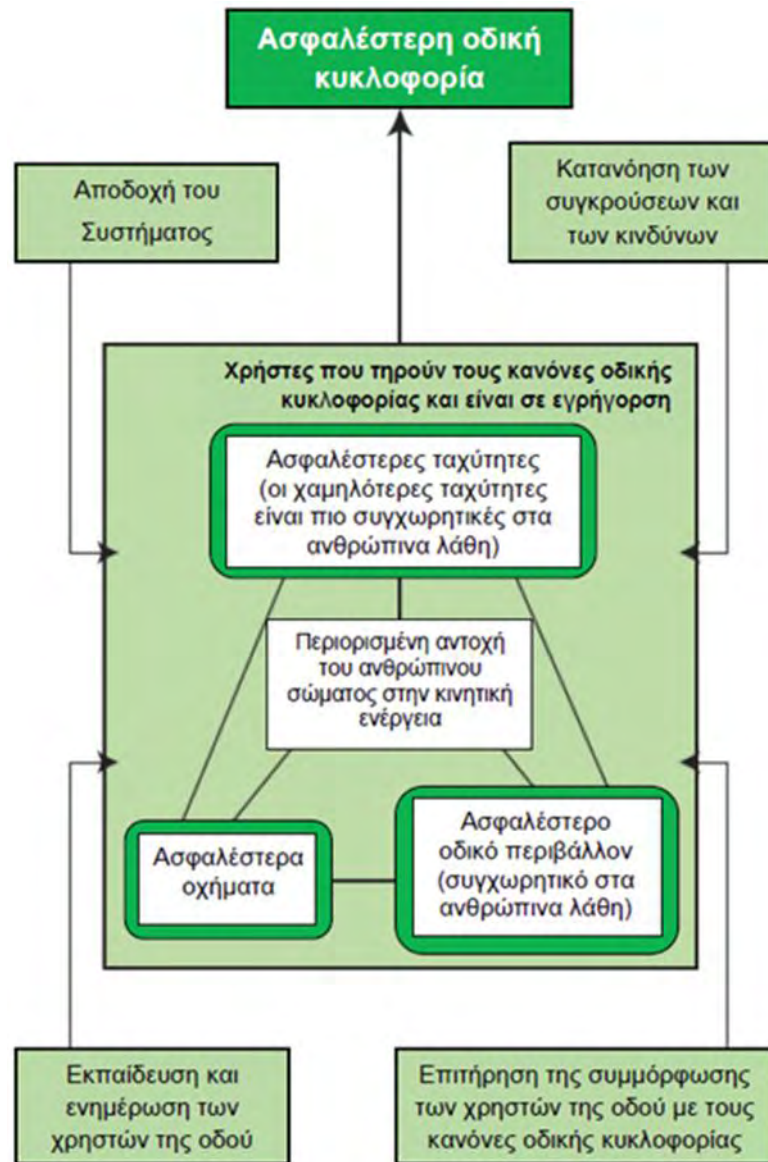 Ασφαλέστερη οδική
κυκλοφορία
Αποδοχή του
Συστήματος
Κατανόηση των
συγκρούσεων και
των κινδύνων
Χρήστες που τηρούν τους κανόνες οδικής
κυκλοφορίας και είναι σε εγρήγορση
Ασφαλέστερες ταχύτητες
(οι χαμηλότερες ταχύτητες
είναι πιο συγχωρητικές στα
ανθρώπινα λάθη)
Περιορισμένη αντοχή
του ανθρώπινου
σώματος στην κινητική
ενέργεια
Ασφαλέστερα
οχήματα
Ασφαλέστερο
οδικό περιβάλλον
(συγχωρητικό στα
ανθρώπινα λάθη)
Εκπαίδευση και
ενημέρωση των
χρηστών της οδού
Επιτήρηση της συμμόρφωσης
των χρηστών της οδού με τους
κανόνες οδικής κυκλοφορίας